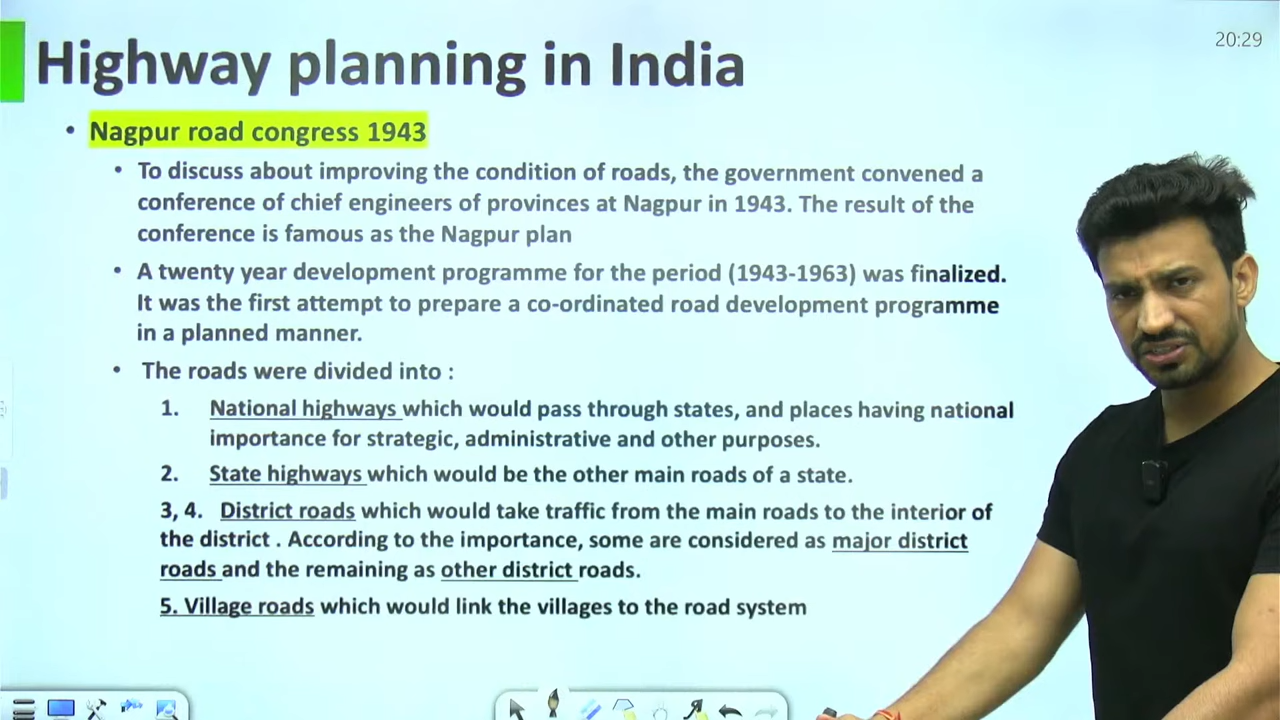 20:29
Highway planning in India
• Nagpur road congress 1943
• To discuss about improving the condition of roads, the government convened a
conference of chief engineers of provinces at Nagpur in 1943. The result of the
conference is famous as the Nagpur plan
• A twenty year development programme for the period (1943-1963) was finalized.
It was the first attempt to prepare a co-ordinated road development programme
in a planned manner.
• The roads were divided into :
1. National highways which would pass through states, and places having national
importance for strategic, administrative and other purposes.
2. State highways which would be the other main roads of a state.
3, 4. District roads which would take traffic from the main roads to the interior of
the district . According to the importance, some are considered as major district
roads and the remaining as other district roads.
5. Village roads which would link the villages to the road system